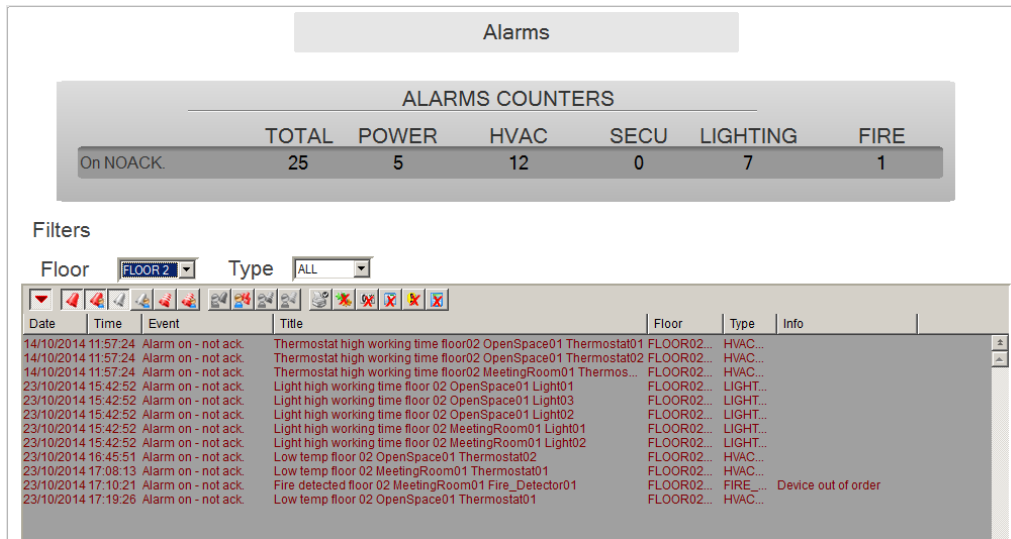 Alarms
ALARMS COUNTERS
TOTAL POWER HVAC SECU LIGHTING FIRE
On NOACK. 25 5 12 0 7 1
Filters
Floor FLOOR 2 Type ALL
Date Time Event Title Floor Type Info
14/10/2014 11:57:24 Alarm on - not ack. Thermostat high working time floor02 OpenSpace01 Thermostat01 FLOOR02... HVAC...
14/10/2014 11:57:24 Alarm on - not ack. Thermostat high working time floor02 OpenSpace01 Thermostat02 FLOOR02... HVAC...
14/10/2014 11:57:24 Alarm on - not ack. Thermostat high working time floor02 MeetingRoom01 Thermos... FLOOR02... HVAC...
23/10/2014 15:42:52 Alarm on - not ack. Light high working time floor 02 OpenSpace01 Light01 FLOOR02... LIGHT...
23/10/2014 15:42:52 Alarm on - not ack. Light high working time floor 02 OpenSpace01 Light03 FLOOR02... LIGHT...
23/10/2014 15:42:52 Alarm on - not ack. Light high working time floor 02 OpenSpace01 Light02 FLOOR02... LIGHT...
23/10/2014 15:42:52 Alarm on - not ack. Light high working time floor 02 MeetingRoom01 Light01 FLOOR02... LIGHT...
23/10/2014 15:42:52 Alarm on - not ack. Light high working time floor 02 MeetingRoom01 Light02 FLOOR02... LIGHT...
23/10/2014 16:45:51 Alarm on - not ack. Low temp floor 02 OpenSpace01 Thermostat02 FLOOR02... HVAC...
23/10/2014 17:08:13 Alarm on - not ack. Low temp floor 02 MeetingRoom01 Thermostat01 FLOOR02... HVAC...
23/10/2014 17:10:21 Alarm on - not ack. Fire detected floor 02 MeetingRoom01 Fire_Detector01 FLOOR02... FIRE_... Device out of order
23/10/2014 17:19:26 Alarm on - not ack. Low temp floor 02 OpenSpace01 Thermostat01 FLOOR02... HVAC...